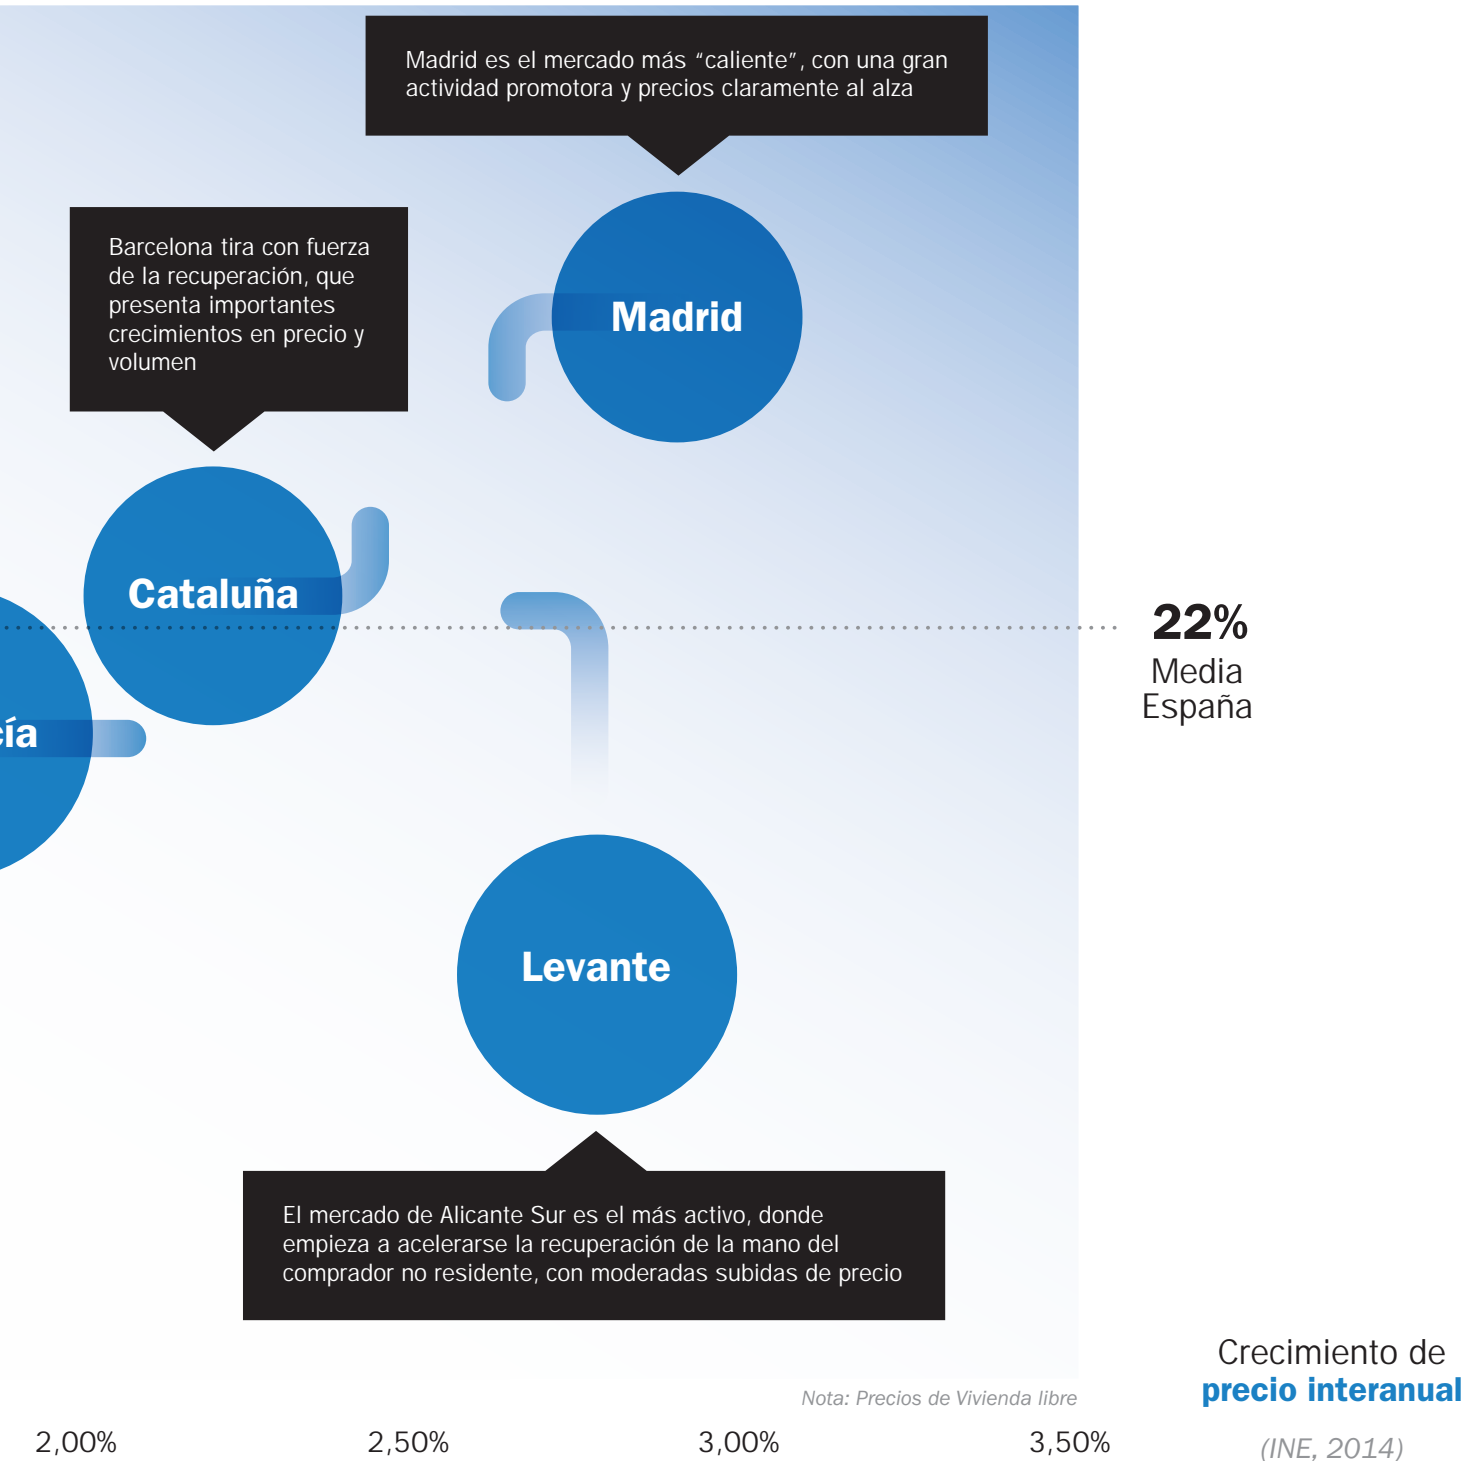 Madrid es el mercado más “caliente”, con una gran
actividad promotora y precios claramente al alza
Barcelona tira con fuerza
de la recuperación, que
presenta importantes
crecimientos en precio y
volumen
Madrid
Cataluña
22%
Media
España
cía
Levante
El mercado de Alicante Sur es el más activo, donde
empieza a acelerarse la recuperación de la mano del
comprador no residente, con moderadas subidas de precio
Crecimiento de
precio interanual
Nota: Precios de Vivienda libre
2,00%
2,50%
3,00%
3,50%
(INE, 2014)